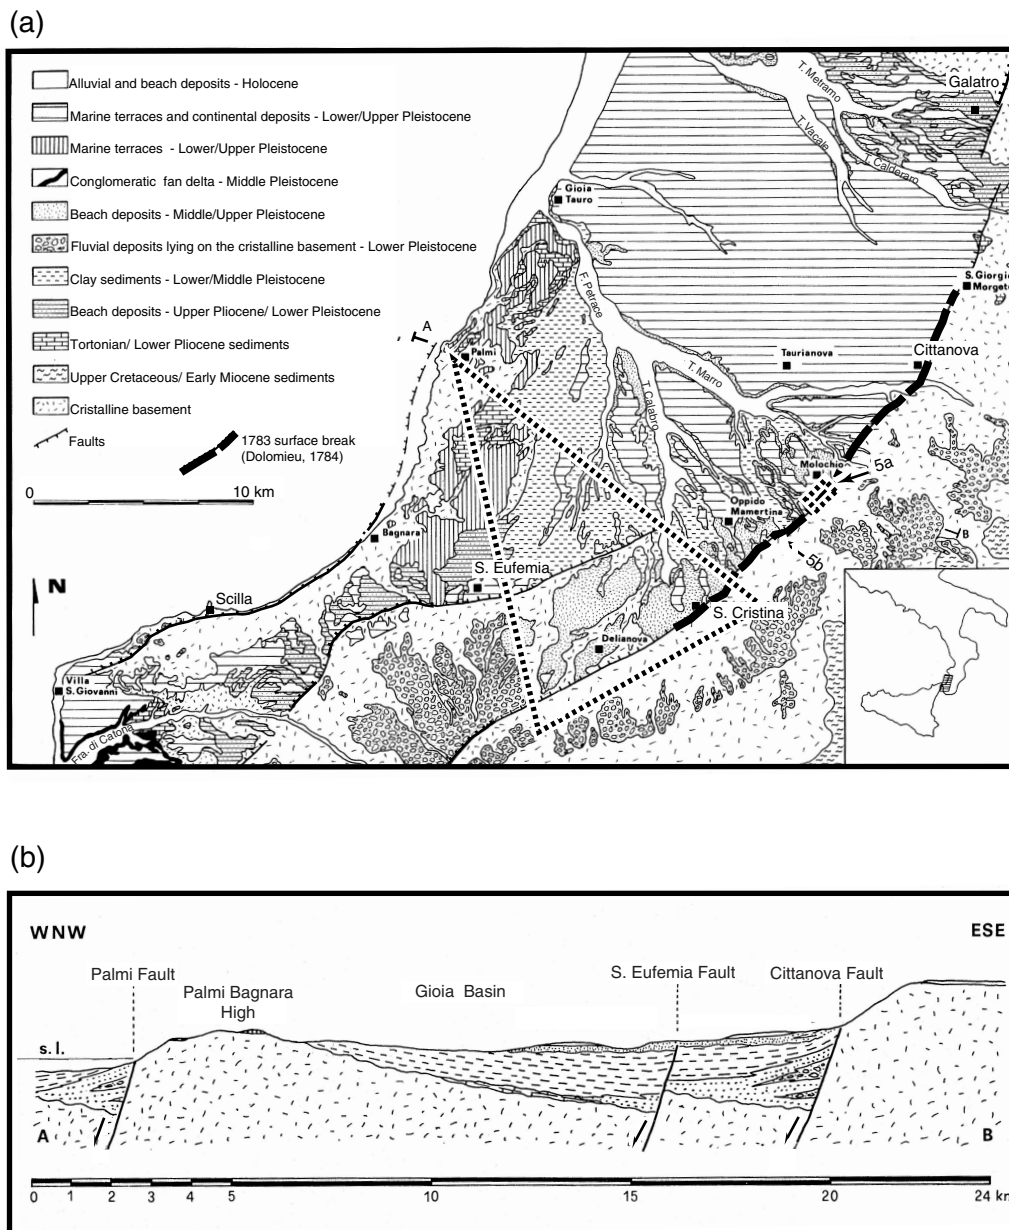 (a)
Alluvial and beach deposits - Holocene
Marine terraces and continental deposits - Lower/Upper Pleistocene
Marine terraces - Lower/Upper Pleistocene
Conglomeratic fan delta - Middle Pleistocene
Beach deposits - Middle/Upper Pleistocene
Fluvial deposits lying on the cristalline basement - Lower Pleistocene
Clay sediments - Lower/Middle Pleistocene
Beach deposits - Upper Pliocene/ Lower Pleistocene
Tortonian/ Lower Pliocene sediments
Upper Cretaceous/ Early Miocene sediments
Cristalline basement
Faults
1783 surface break
(Dolomieu, 1784)
0 10 km
N
T. Metramo
Galatro
T. Vacale
T. Calderaro
Gioia
Tauro
F. Petrace
S. Giorgio
Morgeto
A
Palmi
Taurianova
Cittanova
T. Marro
T. Calabro
Molochio
5a
Oppido
Mamertina
B
Bagnara
5b
S. Eufemia
Scilla
S. Cristina
Delianova
Villa
S. Giovanni
Fra. di Catona
(b)
WNW ESE
Palmi Fault S. Eufemia Fault Cittanova Fault
Palmi Bagnara
High
Gioia Basin
s. l.
A B
0 1 2 3 4 5 10 15 20 24 km